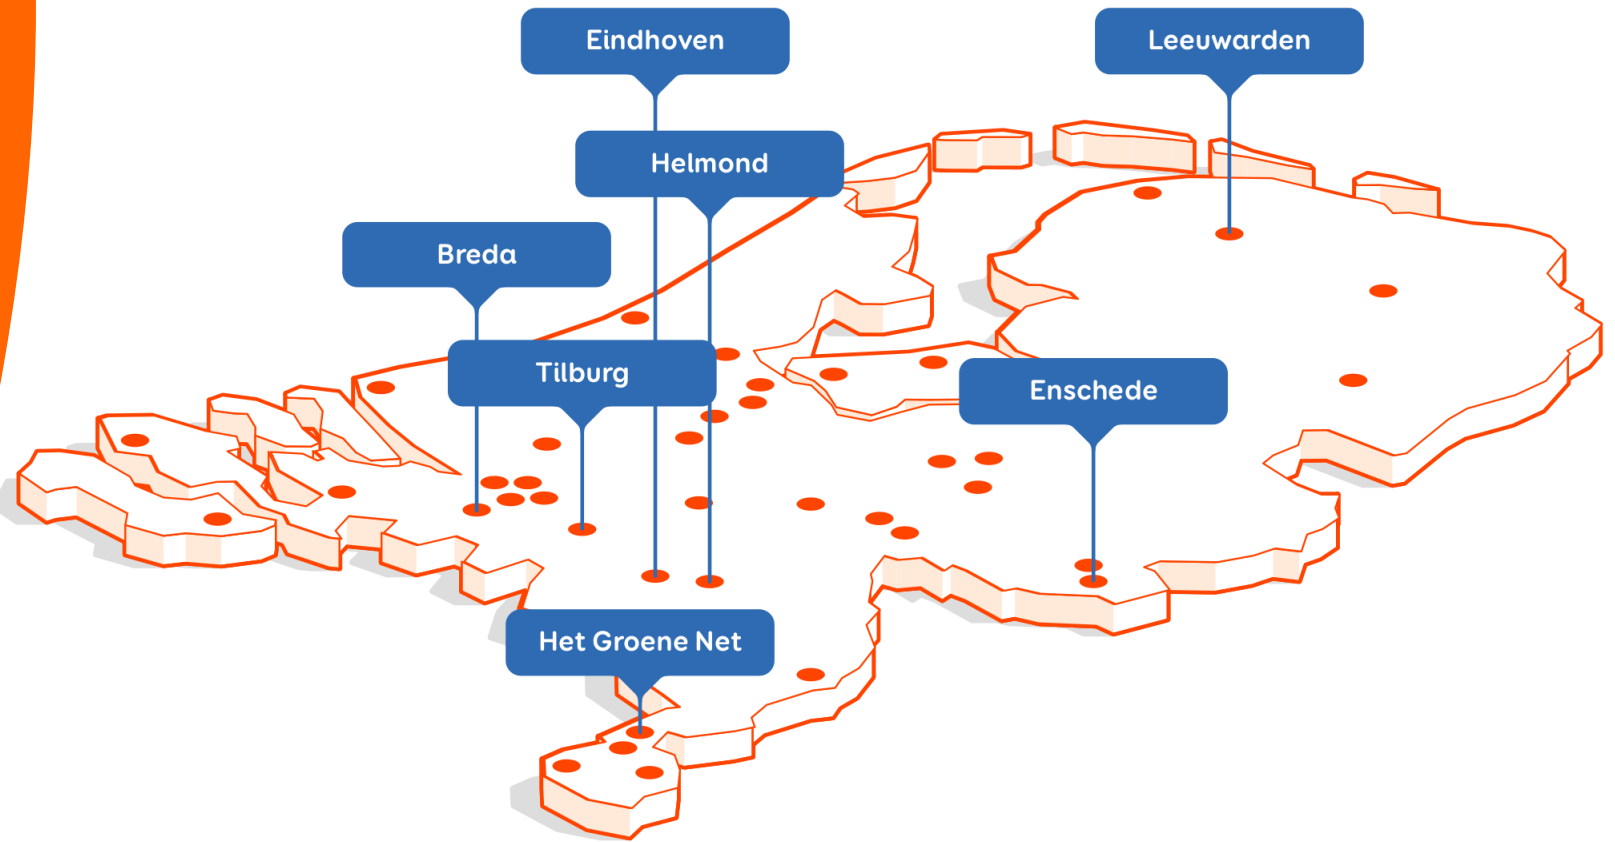 Eindhoven
Leeuwarden
Helmond
Breda
Tilburg
Enschede
Het Groene Net